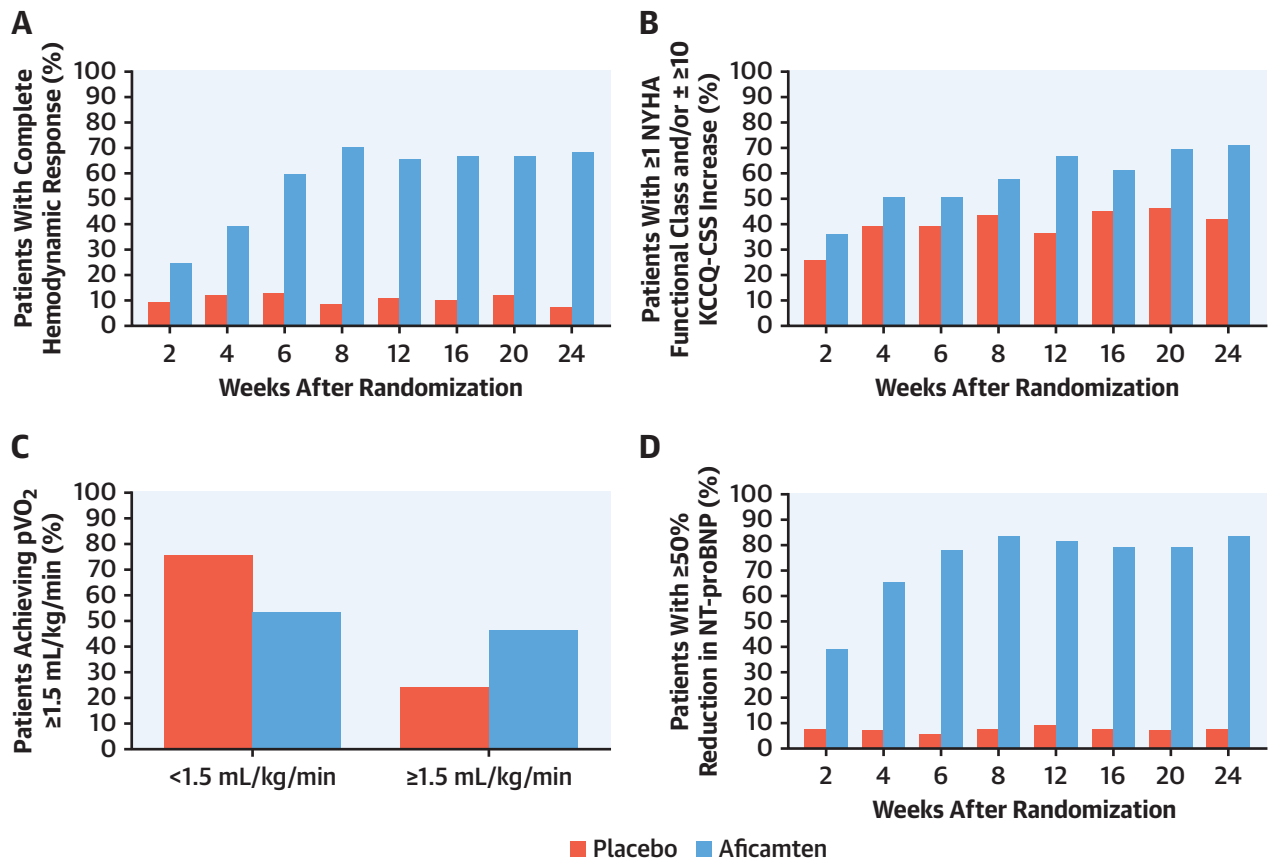 A
Patients With Complete
Hemodynamic Response (%)
100
90
80
70
60
50
40
30
20
10
0
2 4 6 8 12 16 20 24
Weeks After Randomization
B
Patients With ≥1 NYHA
Functional Class and/or ± ≥10
KCCQ-CSS Increase (%)
100
90
80
70
60
50
40
30
20
10
0
2 4 6 8 12 16 20 24
Weeks After Randomization
C
Patients Achieving pVO₂
≥1.5 mL/kg/min (%)
100
90
80
70
60
50
40
30
20
10
0
<1.5 mL/kg/min ≥1.5 mL/kg/min
D
Patients With ≥50%
Reduction in NT-proBNP (%)
100
90
80
70
60
50
40
30
20
10
0
2 4 6 8 12 16 20 24
Weeks After Randomization
Placebo Aficamten